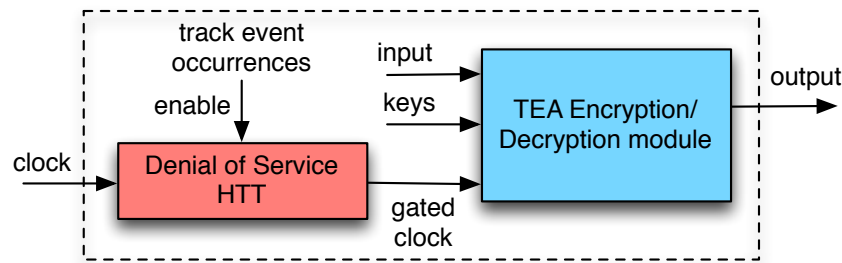 track event
occurrences
enable
clock
Denial of Service
HTT
gated
clock
input
keys
TEA Encryption/
Decryption module
output